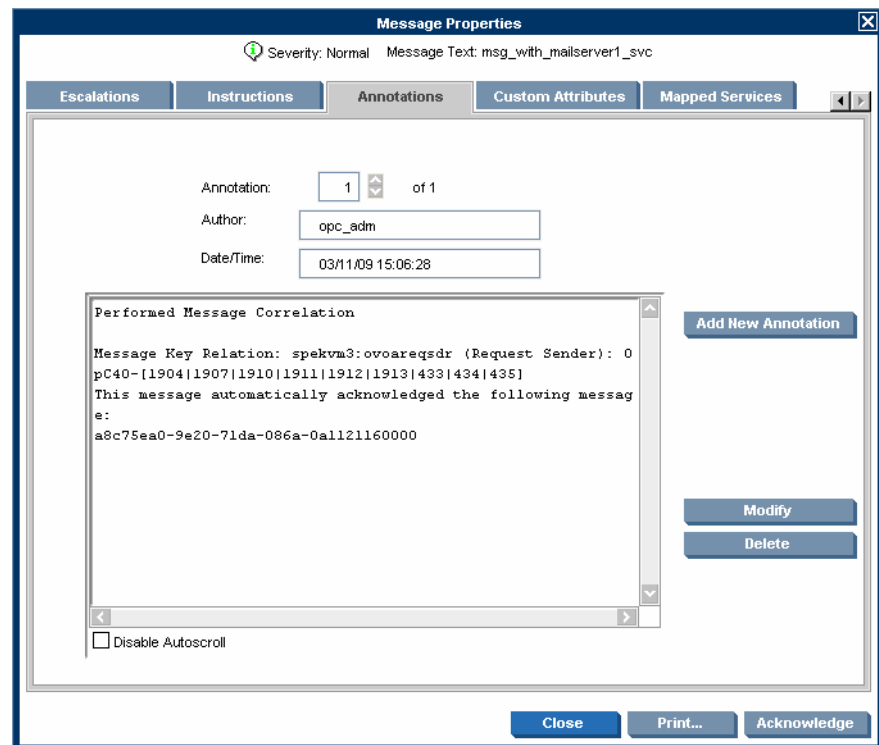 Message Properties
Severity: Normal Message Text: msg_with_mailserver1_svc
Escalations Instructions Annotations Custom Attributes Mapped Services
Annotation: 1 of 1
Author: opc_adm
Date/Time: 03/11/09 15:06:28
Performed Message Correlation
Message Key Relation: spekvm3:ovoareqsdr (Request Sender): O
pC40-[1904|1907|1910|1911|1912|1913|433|434|435]
This message automatically acknowledged the following messag
e:
a8c75ea0-9e20-71da-086a-0a1121160000
Add New Annotation
Modify
Delete
Disable Autoscroll
Close Print... Acknowledge